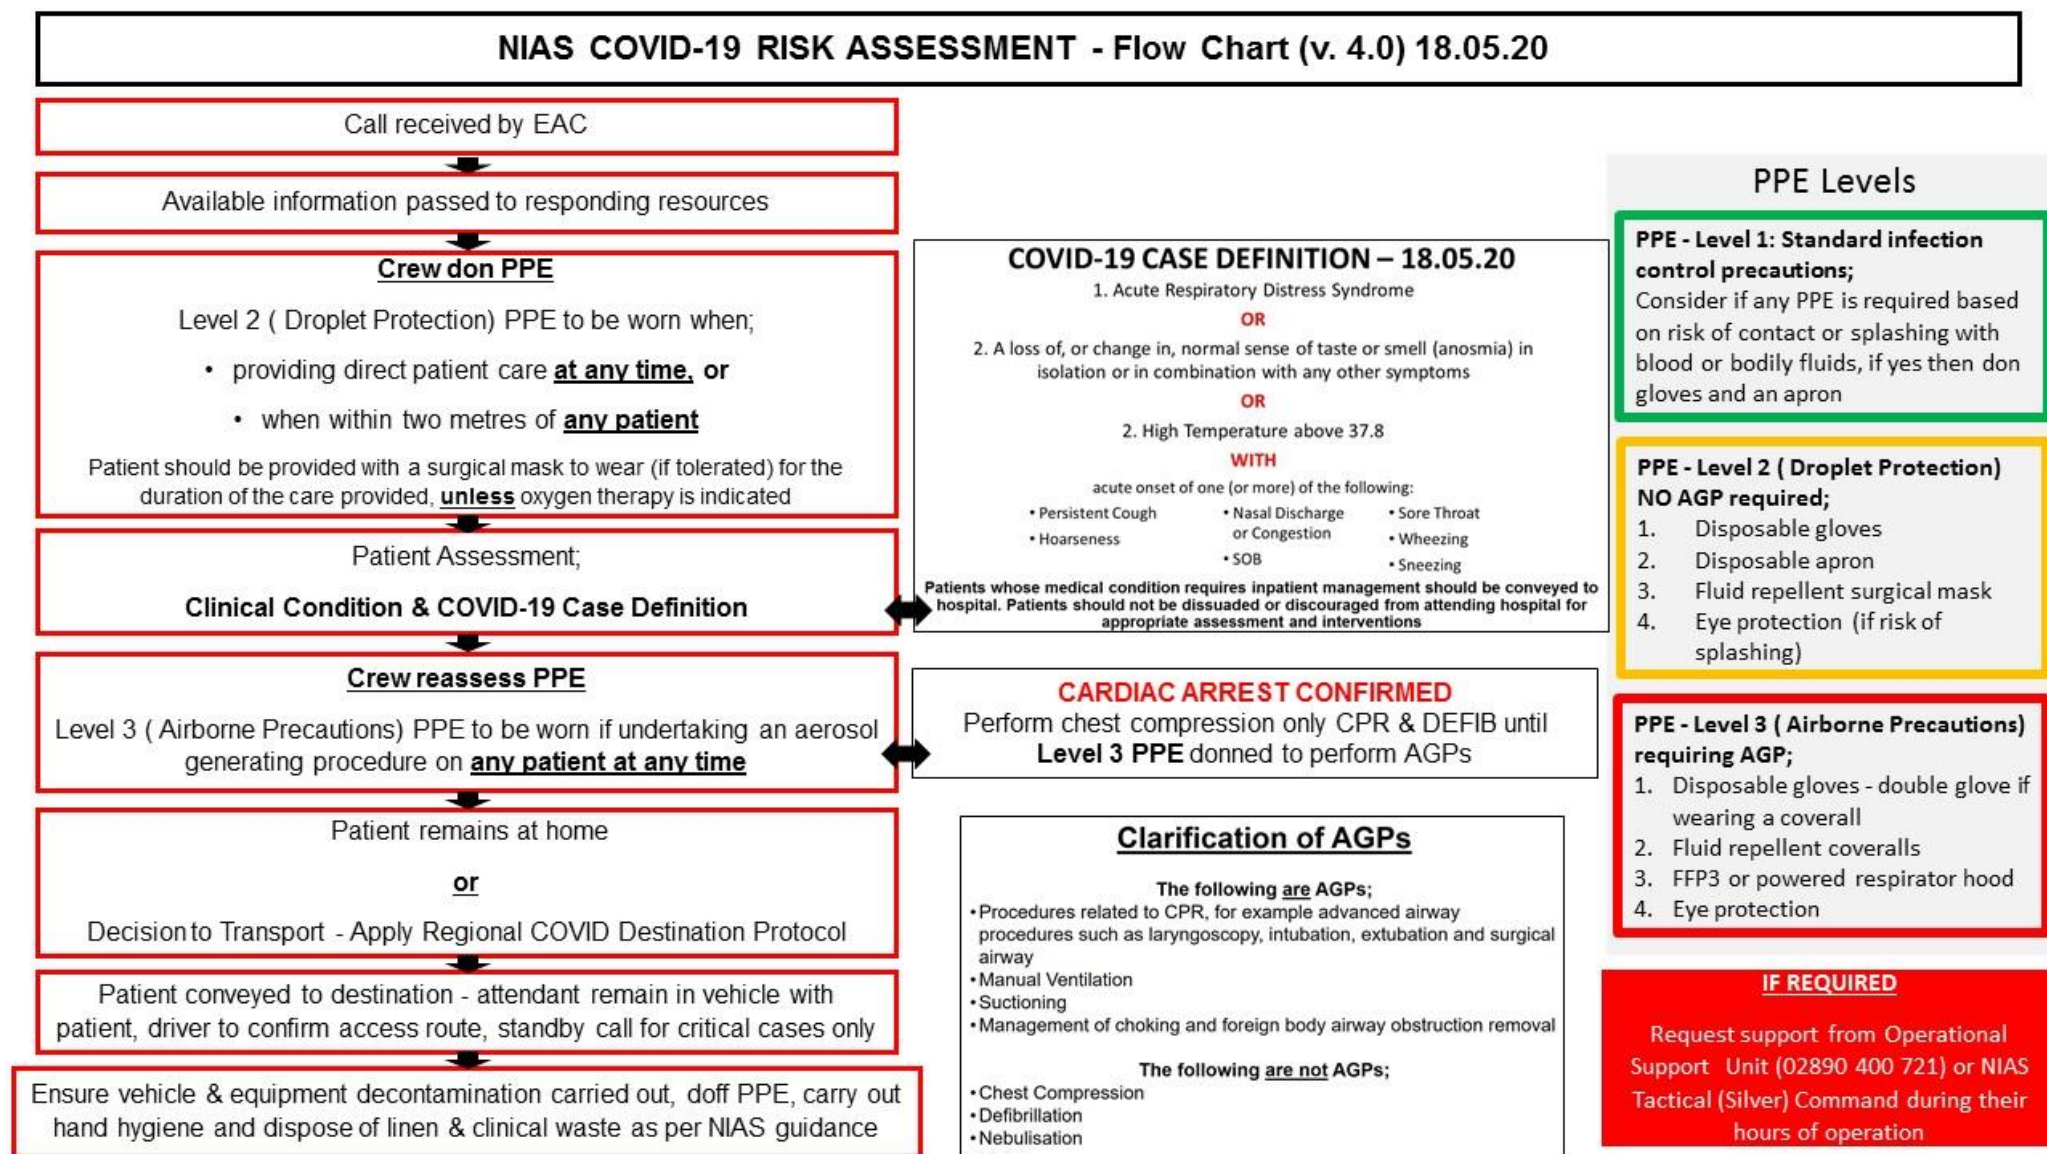 NIAS COVID-19 RISK ASSESSMENT - Flow Chart (v. 4.0) 18.05.20
Call received by EAC
Available information passed to responding resources
Crew don PPE
Level 2 ( Droplet Protection) PPE to be worn when;
• providing direct patient care at any time, or
• when within two metres of any patient
Patient should be provided with a surgical mask to wear (if tolerated) for the
duration of the care provided, unless oxygen therapy is indicated
Patient Assessment;
Clinical Condition & COVID-19 Case Definition
Crew reassess PPE
Level 3 ( Airborne Precautions) PPE to be worn if undertaking an aerosol
generating procedure on any patient at any time
Patient remains at home
or
Decision to Transport - Apply Regional COVID Destination Protocol
Patient conveyed to destination - attendant remain in vehicle with
patient, driver to confirm access route, standby call for critical cases only
Ensure vehicle & equipment decontamination carried out, doff PPE, carry out
hand hygiene and dispose of linen & clinical waste as per NIAS guidance
COVID-19 CASE DEFINITION – 18.05.20
1. Acute Respiratory Distress Syndrome
OR
2. A loss of, or change in, normal sense of taste or smell (anosmia) in
isolation or in combination with any other symptoms
OR
2. High Temperature above 37.8
WITH
acute onset of one (or more) of the following:
• Persistent Cough
• Hoarseness
• Nasal Discharge
or Congestion
• SOB
• Sore Throat
• Wheezing
• Sneezing
Patients whose medical condition requires inpatient management should be conveyed to
hospital. Patients should not be dissuaded or discouraged from attending hospital for
appropriate assessment and interventions
CARDIAC ARREST CONFIRMED
Perform chest compression only CPR & DEFIB until
Level 3 PPE donned to perform AGPs
Clarification of AGPs
The following are AGPs;
• Procedures related to CPR, for example advanced airway
procedures such as laryngoscopy, intubation, extubation and surgical
airway
• Manual Ventilation
• Suctioning
• Management of choking and foreign body airway obstruction removal
The following are not AGPs;
• Chest Compression
• Defibrillation
• Nebulisation
PPE Levels
PPE - Level 1: Standard infection
control precautions;
Consider if any PPE is required based
on risk of contact or splashing with
blood or bodily fluids, if yes then don
gloves and an apron
PPE - Level 2 ( Droplet Protection)
NO AGP required;
1. Disposable gloves
2. Disposable apron
3. Fluid repellent surgical mask
4. Eye protection (if risk of
splashing)
PPE - Level 3 ( Airborne Precautions)
requiring AGP;
1. Disposable gloves - double glove if
wearing a coverall
2. Fluid repellent coveralls
3. FFP3 or powered respirator hood
4. Eye protection
IF REQUIRED
Request support from Operational
Support Unit (02890 400 721) or NIAS
Tactical (Silver) Command during their
hours of operation